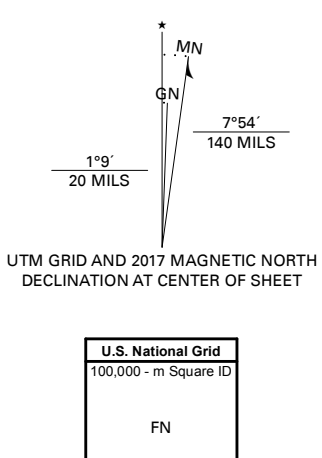 ★
MN
GN
7°54´
140 MILS
1°9´
20 MILS
UTM GRID AND 2017 MAGNETIC NORTH
DECLINATION AT CENTER OF SHEET
U.S. National Grid
100,000 - m Square ID
FN